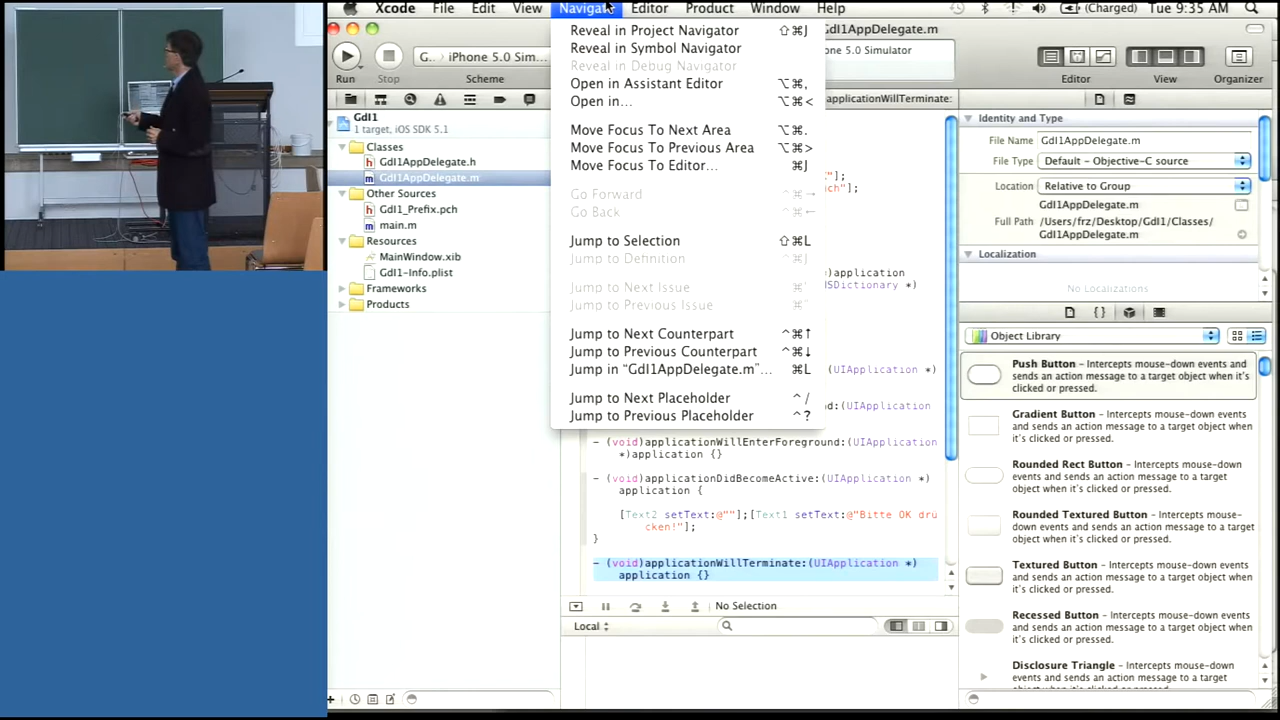 Xcode File Edit View Navigate Editor Product Window Help (Charged) Tue 9:35 AM
Gdl1AppDelegate.m
Run Stop Scheme Editor View Organizer
G... iPhone 5.0 Sim...
5.0 Simulator
Gdl1
1 target, iOS SDK 5.1
Classes
Gdl1AppDelegate.h
Gdl1AppDelegate.m
Other Sources
Gdl1_Prefix.pch
main.m
Resources
MainWindow.xib
Gdl1-Info.plist
Frameworks
Products
Reveal in Project Navigator ⇧⌘J
Reveal in Symbol Navigator
Reveal in Debug Navigator
Open in Assistant Editor ⌥⌘,
Open in... ⌥⌘<
Move Focus To Next Area ⌥⌘.
Move Focus To Previous Area ⌥⌘>
Move Focus To Editor... ⌘J
Go Forward ^⌘→
Go Back ^⌘←
Jump to Selection ⇧⌘L
Jump to Definition ^⌘J
Jump to Next Issue ⌘'
Jump to Previous Issue ⌘"
Jump to Next Counterpart ^⌘↑
Jump to Previous Counterpart ^⌘↓
Jump in “Gdl1AppDelegate.m”... ⌘L
Jump to Next Placeholder ^/
Jump to Previous Placeholder ^?
applicationWillTerminate:
"];
ich"];
)application
NSDictionary *)
(UIApplication *)
d:(UIApplication
- (void)applicationWillEnterForeground:(UIApplication
*)application {}
- (void)applicationDidBecomeActive:(UIApplication *)
application {
[Text2 setText:@""];[Text1 setText:@"Bitte OK drü
cken!"];
}
- (void)applicationWillTerminate:(UIApplication *)
application {}
No Selection
Local
Identity and Type
File Name Gdl1AppDelegate.m
File Type Default - Objective-C source
Location Relative to Group
Gdl1AppDelegate.m
Full Path /Users/frz/Desktop/Gdl1/Classes/
Gdl1AppDelegate.m
Localization
No Localizations
{}
Object Library
Push Button – Intercepts mouse-down events and
sends an action message to a target object when it's
clicked or pressed.
Gradient Button – Intercepts mouse-down events
and sends an action message to a target object when
it's clicked or pressed.
Rounded Rect Button – Intercepts mouse-down
events and sends an action message to a target
object when it's clicked or pressed.
Rounded Textured Button – Intercepts mouse-down
events and sends an action message to a target
object when it's clicked or pressed.
Textured Button – Intercepts mouse-down events
and sends an action message to a target object when
it's clicked or pressed.
Recessed Button – Intercepts mouse-down events
and sends an action message to a target object when
it's clicked or pressed.
Disclosure Triangle – Intercepts mouse-down